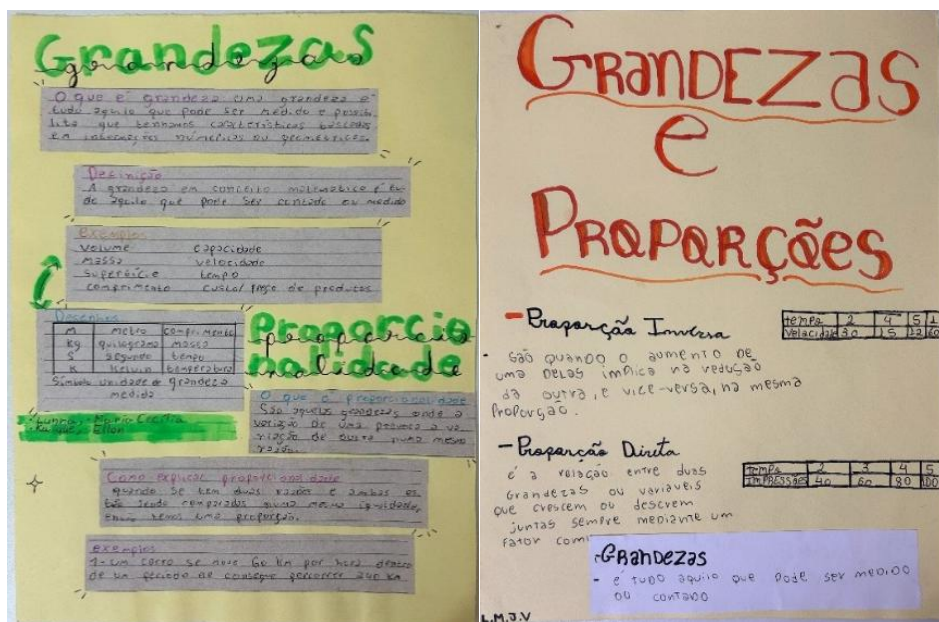 Grandezas
grandezas
O que é grandeza uma grandeza é
tudo aquilo que pode ser medido e possibi
lita que tenhamos características baseadas
em informações numéricas ou geométricas
Definição
A grandeza em conceito matemático é tu-
do aquilo que pode ser contado ou medido
exemplos
Volume capacidade
Massa velocidade
Superfície tempo
comprimento custo/preço de produtos
Desenhos
M metro comprimento
Kg quilograma massa
S segundo tempo
K Kelvin temperatura
Símbolo unidade de grandeza
medida
Maria Cecilia
Proporcio
nalidade
proporcio
nalidade
O que é proporcionalidade
São aquelas grandezas onde a
variação de uma provoca a va
riação de outra numa mesma
razão.
Como explicar proporcionalidade
quando se tem duas razões e ambas es
tão sendo comparadas numa mesma igualdade,
então temos uma proporção.
exemplos
1- um carro se move 60 km por hora dentro
de um período de consegue percorrer 240 km
GRANDEZAS
e
PROPORÇÕES
- Proporção Inversa
tempo 2 4 5 1
Velocidade 30 15 12 60
São quando o aumento de
uma delas implica na redução
da outra, e vice-versa, na mesma
Proporção.
- Proporção Direta
TEMPO 2 3 4 5
IMPRESSÕES 40 60 80 100
é a relação entre duas
Grandezas ou variáveis
que crescem ou descrem
juntas sempre mediante um
Fator com
- GRANDEZAS
- é tudo aquilo que pode ser medido
ou contado
L.M.J.V